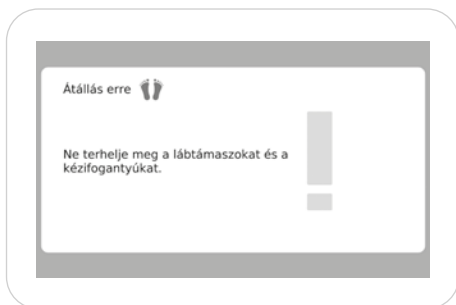 Átállás erre
Ne terhelje meg a lábtámaszokat és a
kézifogantyúkat.